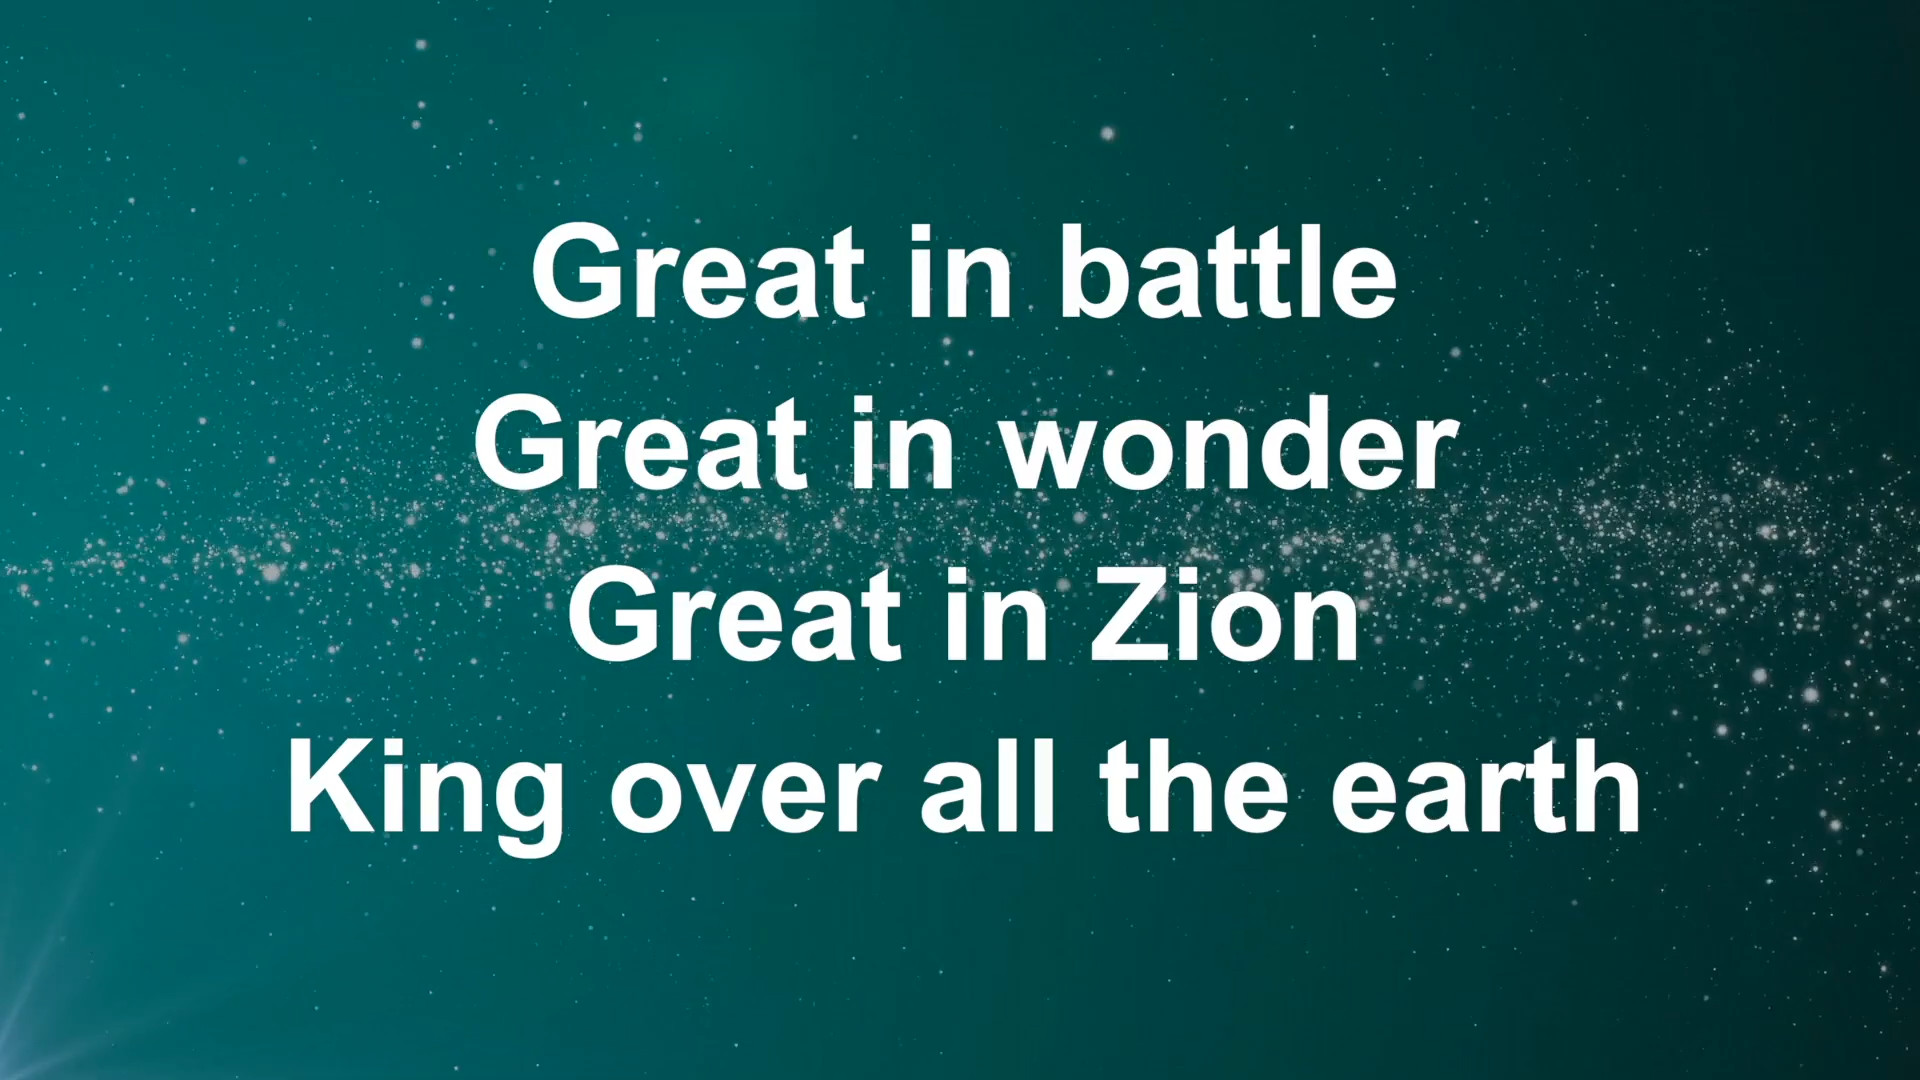 Great in battle
Great in wonder
Great in Zion
King over all the earth